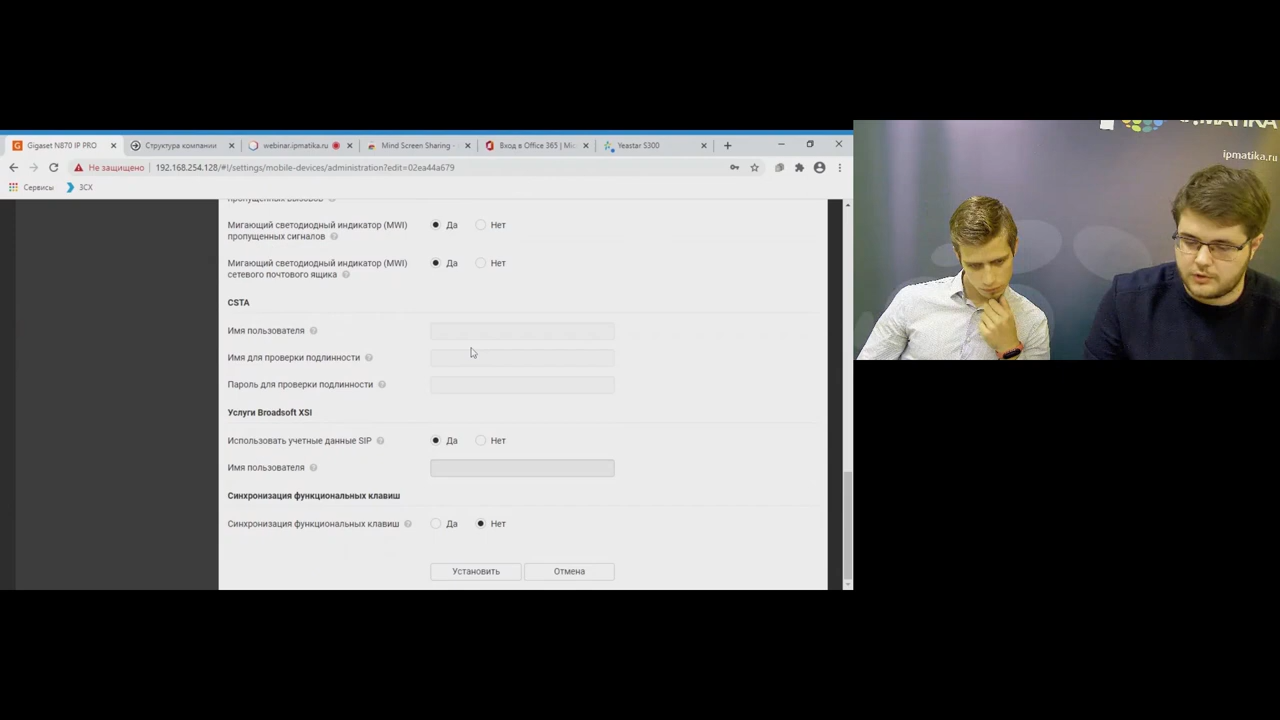 Gigaset N870 IP PRO
Структура компании
webinar.ipmatika.ru
Mind Screen Sharing -
Вход в Office 365 | Mic
Yeastar S300
Не защищено
192.168.254.128/#!/settings/mobile-devices/administration?edit=02ea44a679
Сервисы
3CX
пропущенных вызовов
Мигающий светодиодный индикатор (MWI)
пропущенных сигналов
Да
Нет
Мигающий светодиодный индикатор (MWI)
сетевого почтового ящика
Да
Нет
CSTA
Имя пользователя
Имя для проверки подлинности
Пароль для проверки подлинности
Услуги Broadsoft XSI
Использовать учетные данные SIP
Да
Нет
Имя пользователя
Синхронизация функциональных клавиш
Синхронизация функциональных клавиш
Да
Нет
Установить
Отмена
ipmatika.ru